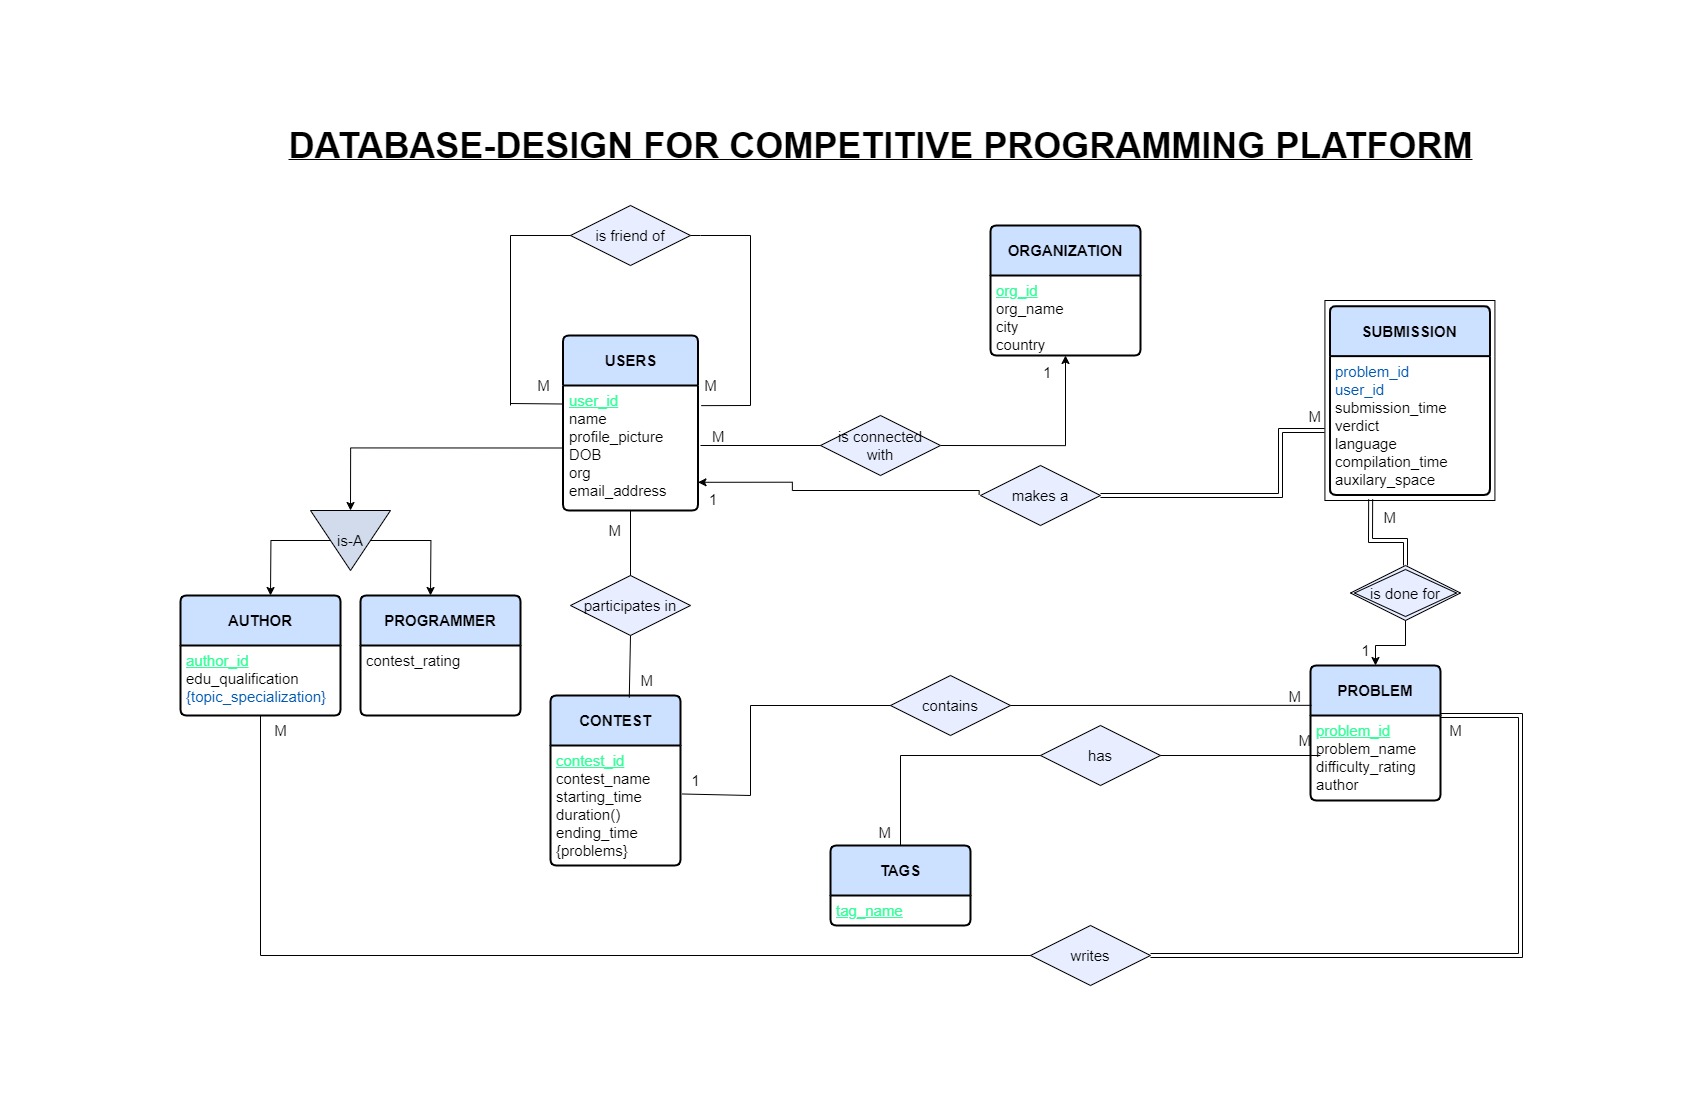 DATABASE-DESIGN FOR COMPETITIVE PROGRAMMING PLATFORM
is friend of
ORGANIZATION
org_id
org_name
city
country
1
SUBMISSION
problem_id
user_id
submission_time
verdict
language
compilation_time
auxilary_space
M
M
USERS
user_id
name
profile_picture
DOB
org
email_address
M
M
M
is connected
with
1
makes a
M
is-A
participates in
M
is done for
1
AUTHOR
author_id
edu_qualification
{topic_specialization}
M
PROGRAMMER
contest_rating
CONTEST
contest_id
contest_name
starting_time
duration()
ending_time
{problems}
1
contains
M
PROBLEM
problem_id
problem_name
difficulty_rating
author
M
M
has
M
TAGS
tag_name
writes